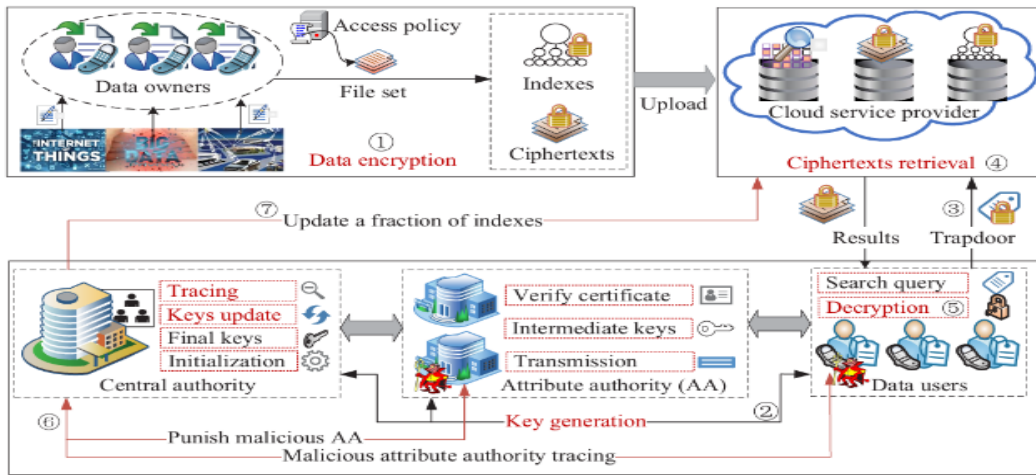 Access policy
Data owners
File set
Indexes
Upload
Cloud service provider
INTERNET
OF
THINGS
BIG
DATA
①
Data encryption
Ciphertexts
Ciphertexts retrieval ④
⑦
Update a fraction of indexes
③
Results
Trapdoor
Tracing
Keys update
Final keys
Initialization
Central authority
Verify certificate
Intermediate keys
Transmission
Attribute authority (AA)
Search query
Decryption ⑤
Data users
②
Key generation
⑥
Punish malicious AA
Malicious attribute authority tracing